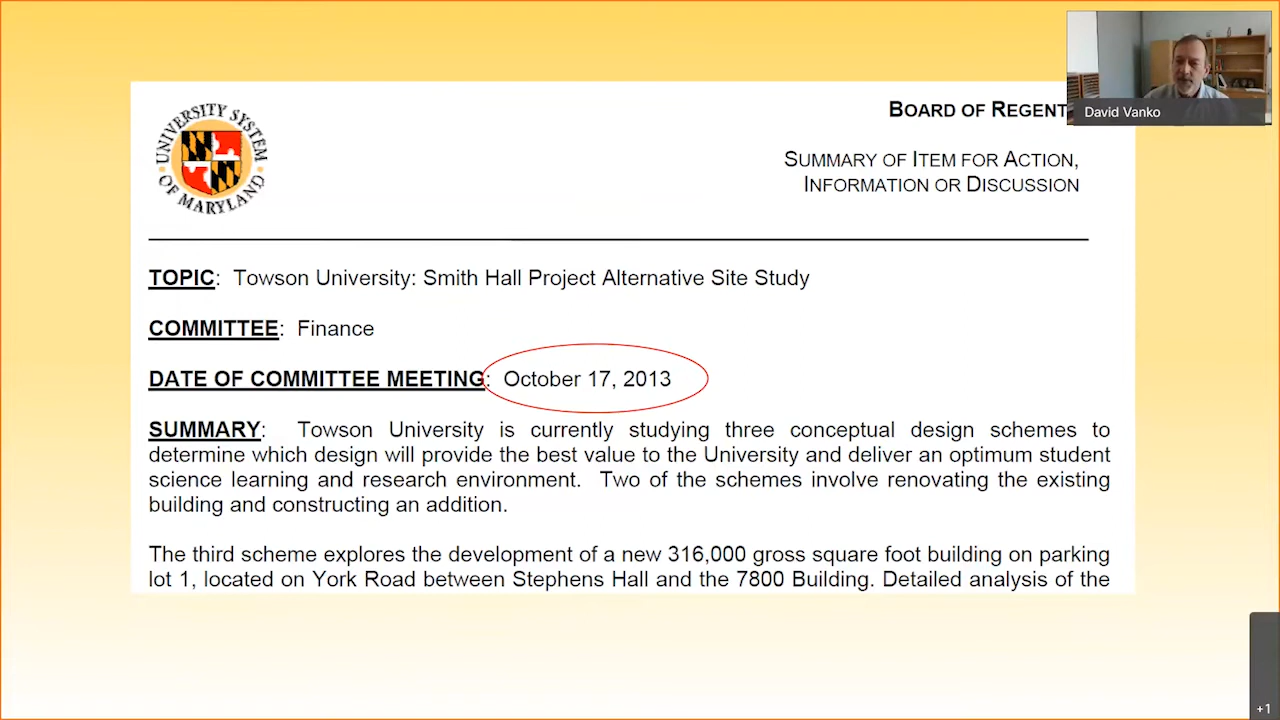 UNIVERSITY SYSTEM
OF MARYLAND
BOARD OF REGENT
David Vanko
SUMMARY OF ITEM FOR ACTION,
INFORMATION OR DISCUSSION
TOPIC: Towson University: Smith Hall Project Alternative Site Study
COMMITTEE: Finance
DATE OF COMMITTEE MEETING: October 17, 2013
SUMMARY: Towson University is currently studying three conceptual design schemes to
determine which design will provide the best value to the University and deliver an optimum student
science learning and research environment. Two of the schemes involve renovating the existing
building and constructing an addition.
The third scheme explores the development of a new 316,000 gross square foot building on parking
lot 1, located on York Road between Stephens Hall and the 7800 Building. Detailed analysis of the
+1